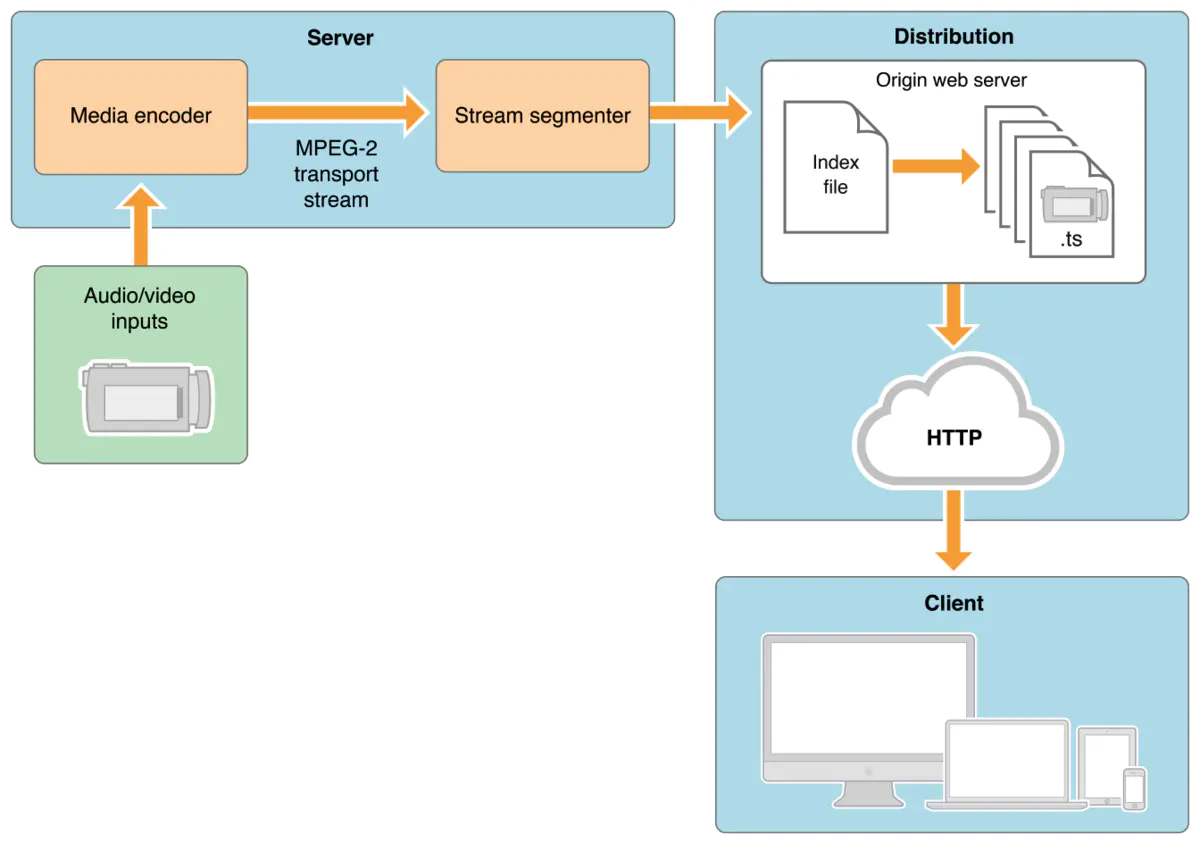 Server
Media encoder
MPEG-2
transport
stream
Stream segmenter
Audio/video
inputs
Distribution
Origin web server
Index
file
.ts
HTTP
Client